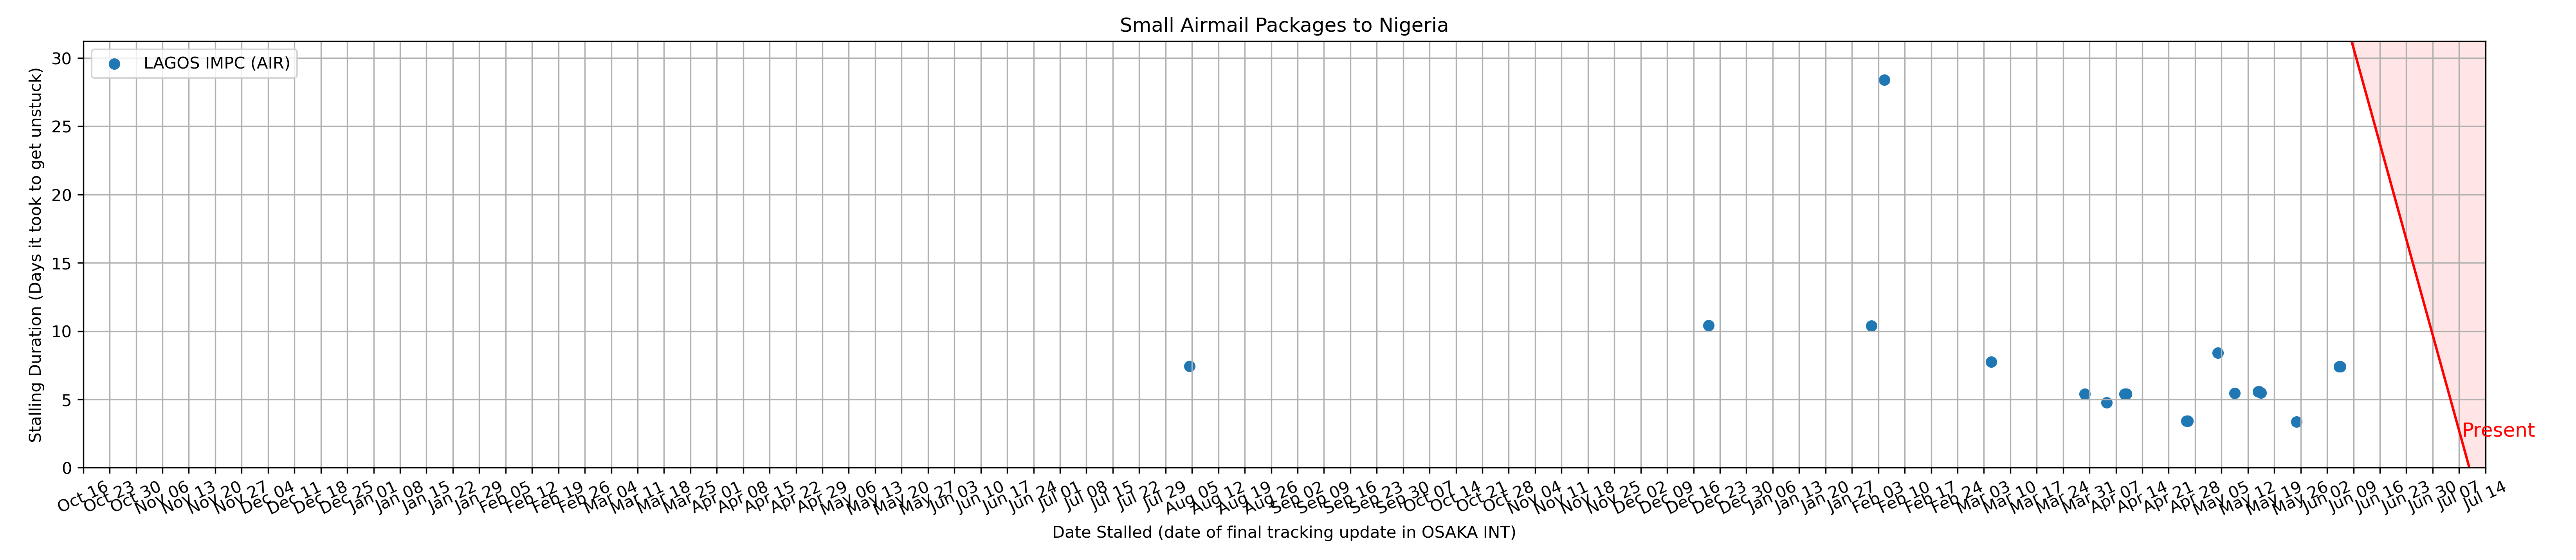 Small Airmail Packages to Nigeria
LAGOS IMPC (AIR)
Stalling Duration (Days it took to get unstuck)
30
25
20
15
10
5
0
Present
Oct 16 Oct 23 Oct 30 Nov 06 Nov 13 Nov 20 Nov 27 Dec 04 Dec 11 Dec 18 Dec 25 Jan 01 Jan 08 Jan 15 Jan 22 Jan 29 Feb 05 Feb 12 Feb 19 Feb 26 Mar 04 Mar 11 Mar 18 Mar 25 Apr 01 Apr 08 Apr 15 Apr 22 Apr 29 May 06 May 13 May 20 May 27 Jun 03 Jun 10 Jun 17 Jun 24 Jul 01 Jul 08 Jul 15 Jul 22 Jul 29 Aug 05 Aug 12 Aug 19 Aug 26 Sep 02 Sep 09 Sep 16 Sep 23 Sep 30 Oct 07 Oct 14 Oct 21 Oct 28 Nov 04 Nov 11 Nov 18 Nov 25 Dec 02 Dec 09 Dec 16 Dec 23 Dec 30 Jan 06 Jan 13 Jan 20 Jan 27 Feb 03 Feb 10 Feb 17 Feb 24 Mar 03 Mar 10 Mar 17 Mar 24 Mar 31 Apr 07 Apr 14 Apr 21 Apr 28 May 05 May 12 May 19 May 26 Jun 02 Jun 09 Jun 16 Jun 23 Jun 30 Jul 07 Jul 14
Date Stalled (date of final tracking update in OSAKA INT)